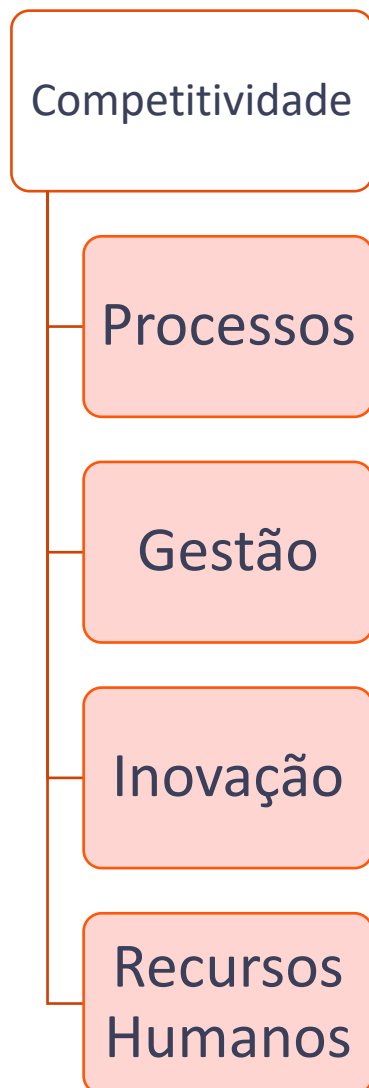 Competitividade
Processos
Gestão
Inovação
Recursos
Humanos